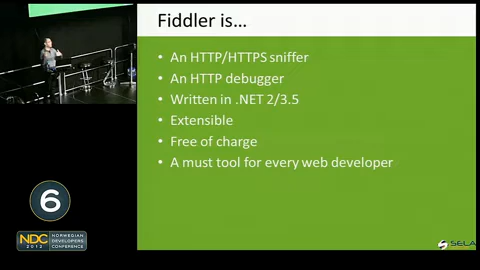 Fiddler is...
• An HTTP/HTTPS sniffer
• An HTTP debugger
• Written in .NET 2/3.5
• Extensible
• Free of charge
• A must tool for every web developer
6
NDC
2012
NORWEGIAN
DEVELOPERS
CONFERENCE
SELA